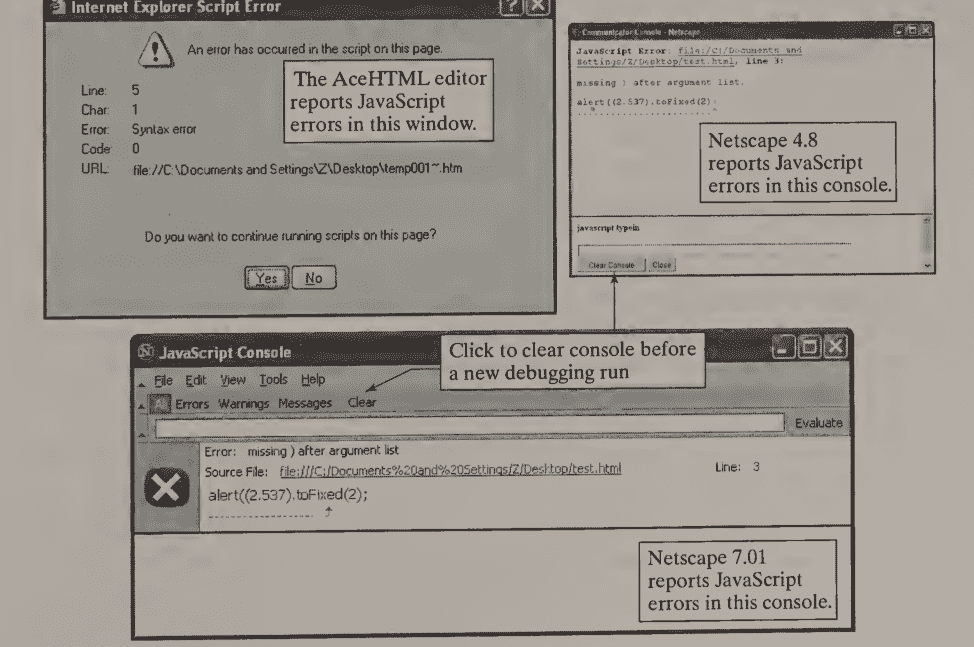 Internet Explorer Script Error
An error has occurred in the script on this page.
Line: 5
Char: 1
Error: Syntax error
Code: 0
URL: file://C:\Documents and Settings\Z\Desktop\temp001~.htm
Do you want to continue running scripts on this page?
Yes No
The AceHTML editor
reports JavaScript
errors in this window.
Communicator Console - Netscape
JavaScript Error: file:/C|/Documents and
Settings/Z/Desktop/test.html, line 3:
missing ) after argument list.
alert((2.537).toFixed(2);
Netscape 4.8
reports JavaScript
errors in this console.
javascript typein
Clear Console Close
Click to clear console before
a new debugging run
JavaScript Console
File Edit View Tools Help
All Errors Warnings Messages Clear
Evaluate
Error: missing ) after argument list
Source File: file:///C:/Documents%20and%20Settings/Z/Desktop/test.html Line: 3
alert((2.537).toFixed(2);
Netscape 7.01
reports JavaScript
errors in this console.